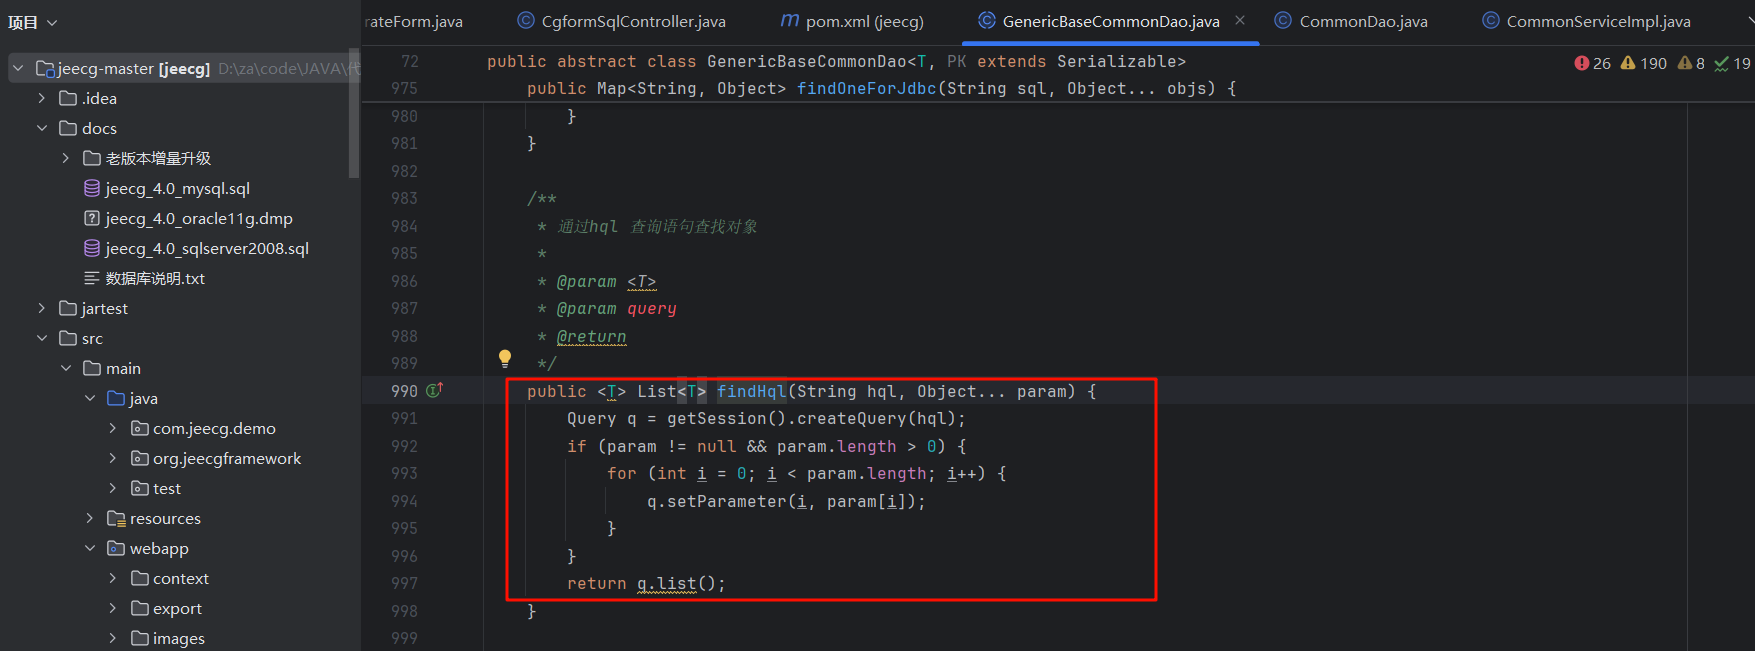 项目
rateForm.java
CgformSqlController.java
pom.xml (jeecg)
GenericBaseCommonDao.java
CommonDao.java
CommonServiceImpl.java
jeecg-master [jeecg] D:\za\code\JAVA\代
.idea
docs
老版本增量升级
jeecg_4.0_mysql.sql
jeecg_4.0_oracle11g.dmp
jeecg_4.0_sqlserver2008.sql
数据库说明.txt
jartest
src
main
java
com.jeecg.demo
org.jeecgframework
test
resources
webapp
context
export
images
26 190 8 19
72 public abstract class GenericBaseCommonDao<T, PK extends Serializable>
975 public Map<String, Object> findOneForJdbc(String sql, Object... objs) {
980 }
981 }
982
983 /**
984 * 通过hql 查询语句查找对象
985 *
986 * @param <T>
987 * @param query
988 * @return
989 */
990 public <T> List<T> findHql(String hql, Object... param) {
991 Query q = getSession().createQuery(hql);
992 if (param != null && param.length > 0) {
993 for (int i = 0; i < param.length; i++) {
994 q.setParameter(i, param[i]);
995 }
996 }
997 return q.list();
998 }
999